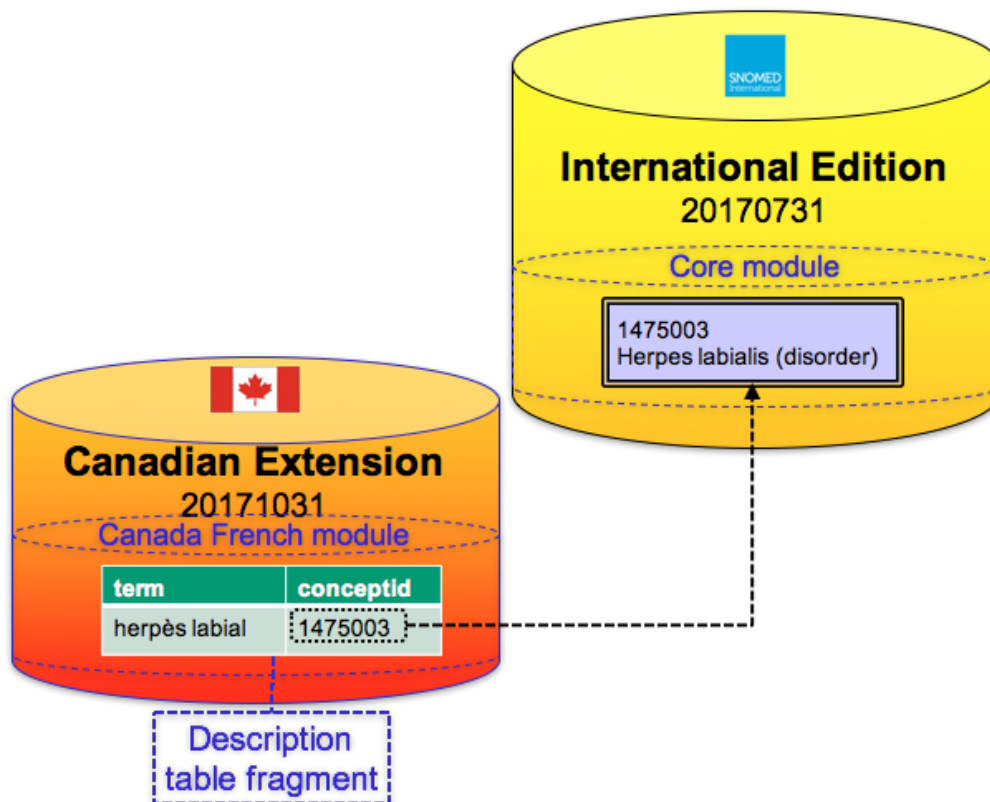 SNOMED
International
International Edition
20170731
Core module
1475003
Herpes labialis (disorder)
Canadian Extension
20171031
Canada French module
term conceptid
herpès labial 1475003
Description
table fragment